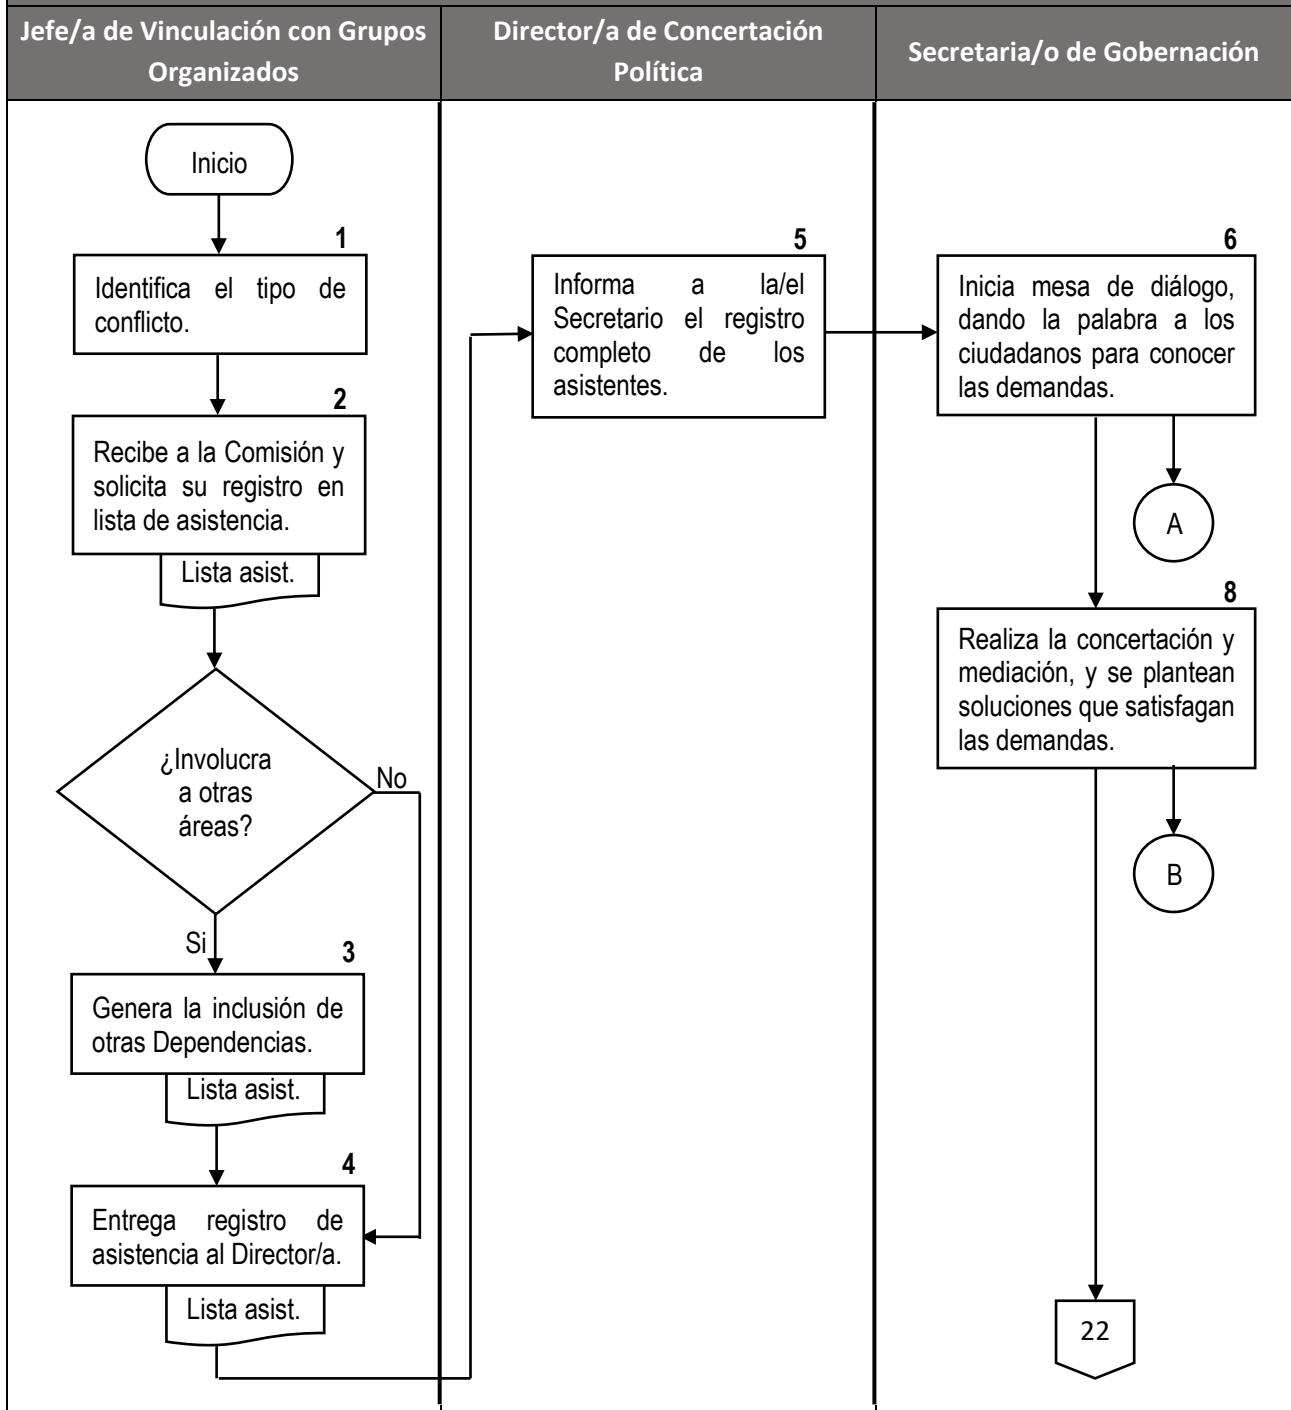 Jefe/a de Vinculación con Grupos
Organizados
Director/a de Concertación
Política
Secretaria/o de Gobernación
Inicio
1
Identifica el tipo de
conflicto.
2
Recibe a la Comisión y
solicita su registro en
lista de asistencia.
Lista asist.
¿Involucra
a otras
áreas?
No
Si
3
Genera la inclusión de
otras Dependencias.
Lista asist.
4
Entrega registro de
asistencia al Director/a.
Lista asist.
5
Informa a la/el
Secretario el registro
completo de los
asistentes.
6
Inicia mesa de diálogo,
dando la palabra a los
ciudadanos para conocer
las demandas.
A
8
Realiza la concertación y
mediación, y se plantean
soluciones que satisfagan
las demandas.
B
22